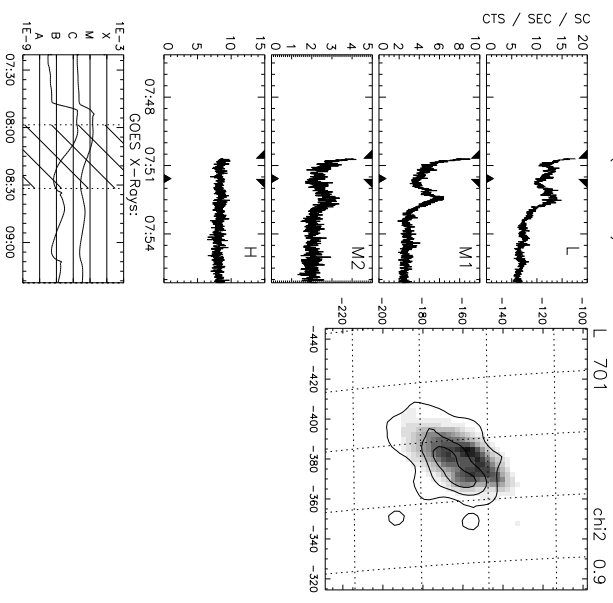 CTS / SEC / SC
0 5 10 15 20
L
0 2 4 6 8 10
M1
0 1 2 3 4 5
M2
0 5 10 15
H
07:48 07:51 07:54
GOES X-Rays:
1E-9 1E-3
A B C M X
07:30 08:00 08:30 09:00
L 701 chi2 0.9
-100
-140
-160
-180
-200
-220
-440 -420 -400 -380 -360 -340 -320